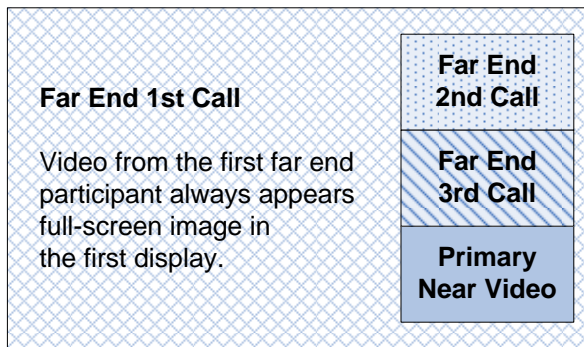 Far End 1st Call
Video from the first far end
participant always appears
full-screen image in
the first display.
Far End
2nd Call
Far End
3rd Call
Primary
Near Video